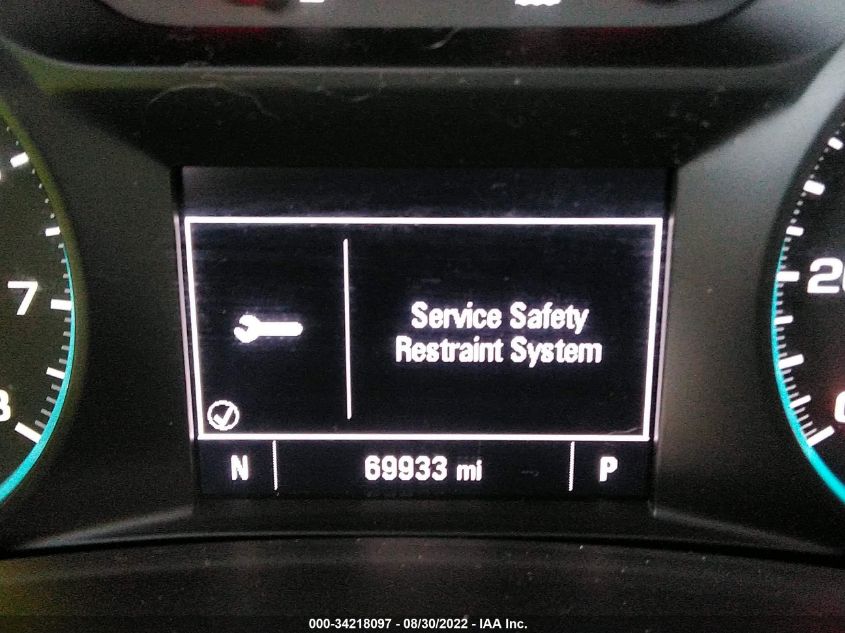 7
Service Safety
Restraint System
N 69933 mi P
000-34218097 - 08/30/2022 - IAA Inc.